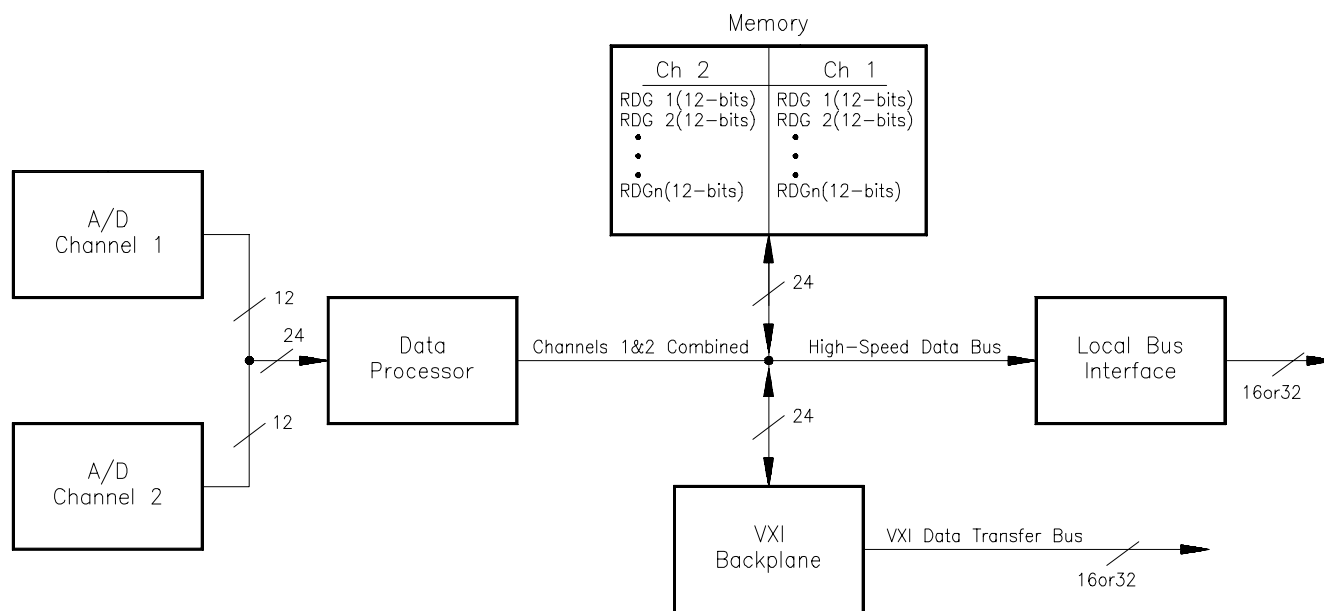 Memory
Ch 2
Ch 1
RDG 1(12-bits)
RDG 1(12-bits)
RDG 2(12-bits)
RDG 2(12-bits)
RDGn(12-bits)
RDGn(12-bits)
A/D
Channel 1
12
24
24
Data
Processor
Channels 1&2 Combined
High-Speed Data Bus
Local Bus
Interface
16or32
12
24
A/D
Channel 2
VXI
Backplane
VXI Data Transfer Bus
16or32